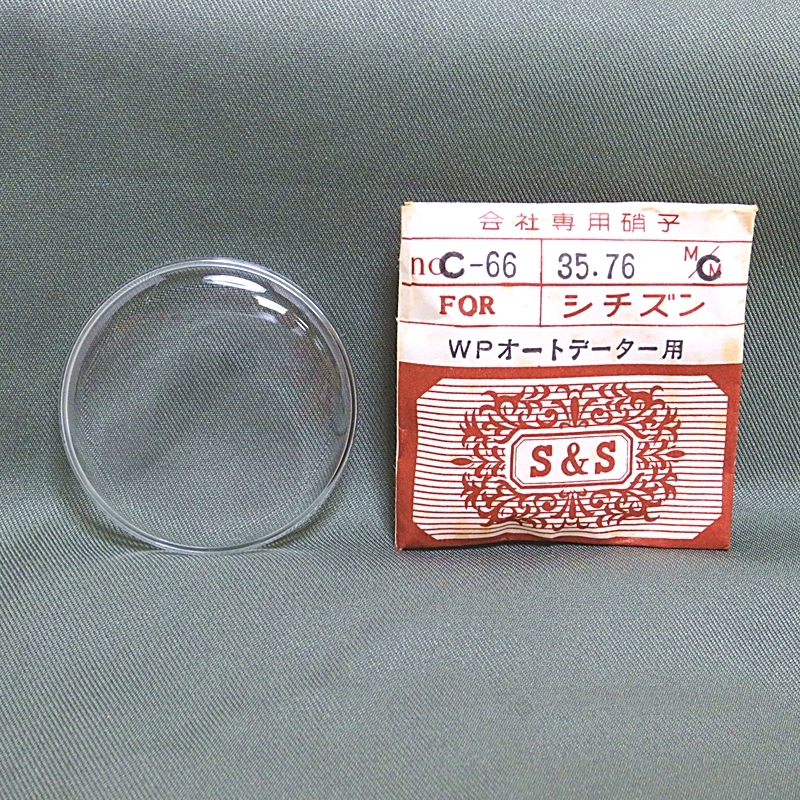 会社専用硝子
no C-66 35.76 M/M C
FOR シチズン
WPオートデーター用
S&S